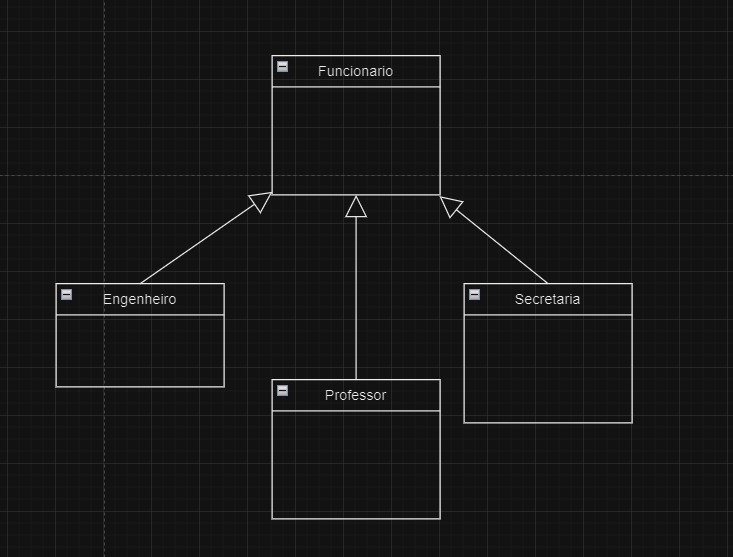 Funcionario
Engenheiro
Secretaria
Professor